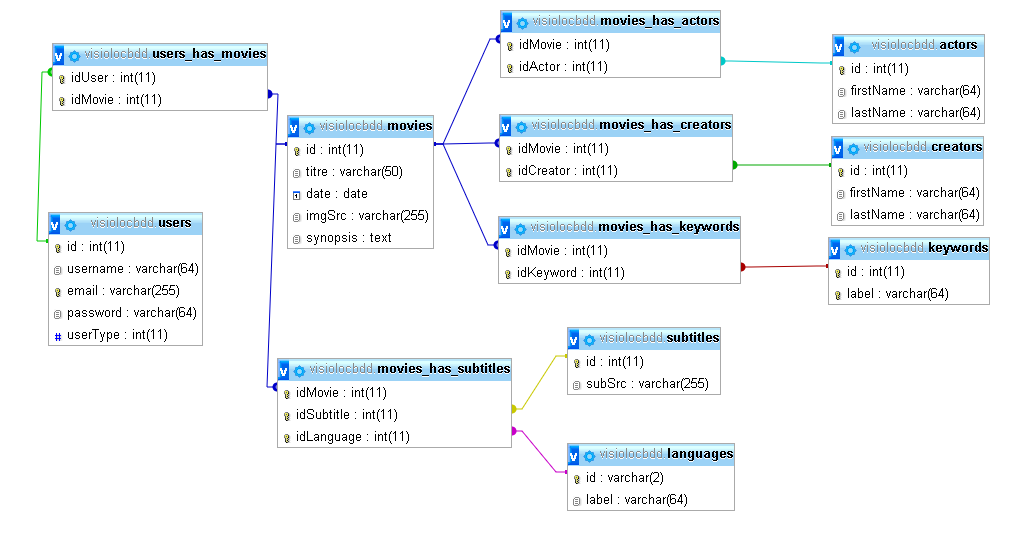 visiolocbdd users_has_movies
idUser : int(11)
idMovie : int(11)
visiolocbdd users
id : int(11)
username : varchar(64)
email : varchar(255)
password : varchar(64)
# userType : int(11)
visiolocbdd movies
id : int(11)
titre : varchar(50)
date : date
imgSrc : varchar(255)
synopsis : text
visiolocbdd movies_has_subtitles
idMovie : int(11)
idSubtitle : int(11)
idLanguage : int(11)
visiolocbdd movies_has_actors
idMovie : int(11)
idActor : int(11)
visiolocbdd movies_has_creators
idMovie : int(11)
idCreator : int(11)
visiolocbdd movies_has_keywords
idMovie : int(11)
idKeyword : int(11)
visiolocbdd subtitles
id : int(11)
subSrc : varchar(255)
visiolocbdd languages
id : varchar(2)
label : varchar(64)
visiolocbdd actors
id : int(11)
firstName : varchar(64)
lastName : varchar(64)
visiolocbdd creators
id : int(11)
firstName : varchar(64)
lastName : varchar(64)
visiolocbdd keywords
id : int(11)
label : varchar(64)